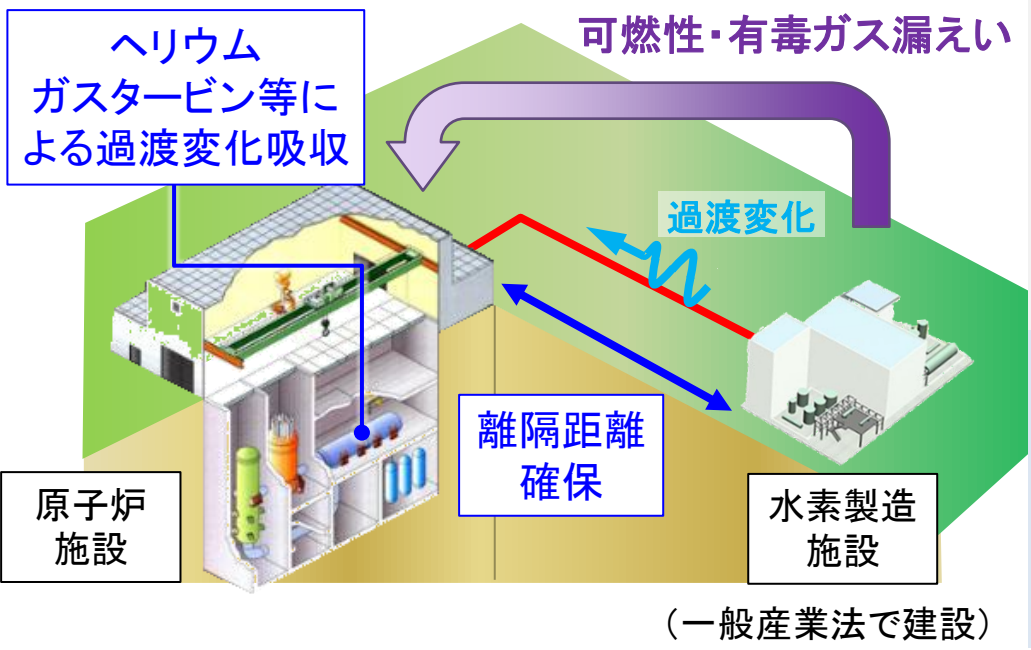 可燃性・有毒ガス漏えい
ヘリウム
ガスタービン等に
よる過渡変化吸収
過渡変化
離隔距離
確保
原子炉
施設
水素製造
施設
（一般産業法で建設）